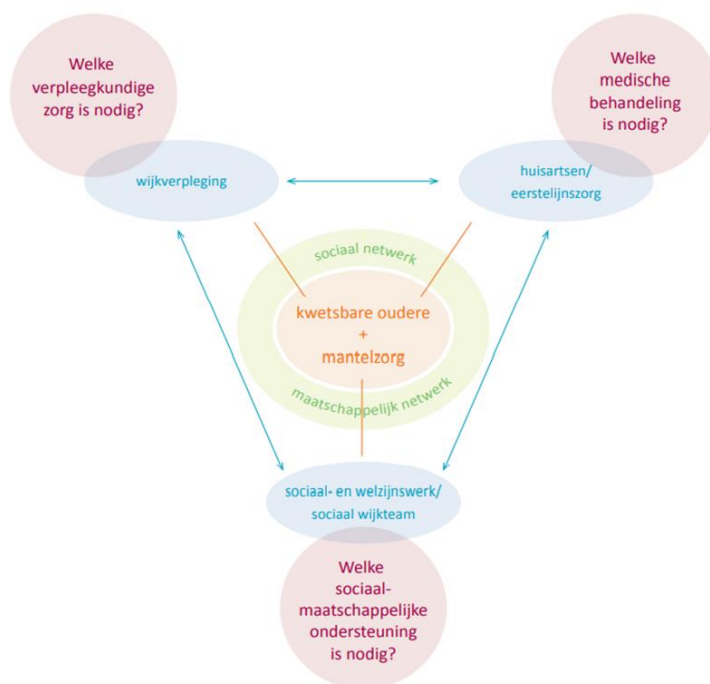 Welke
verpleegkundige
zorg is nodig?
Welke
medische
behandeling
is nodig?
wijkverpleging
huisartsen/
eerstelijnszorg
sociaal netwerk
kwetsbare oudere
+
mantelzorg
maatschappelijk netwerk
sociaal- en welzijnswerk/
sociaal wijkteam
Welke
sociaal-
maatschappelijke
ondersteuning
is nodig?